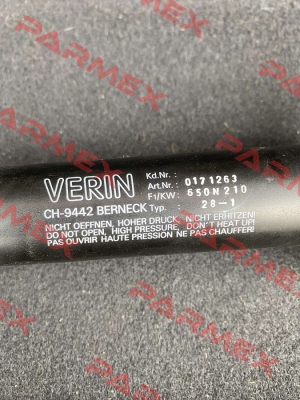 PARMEX
VERIN
CH-9442 BERNECK
Kd.Nr.:
Art.Nr.: 0171263
F1/KW: 650N210
Typ. : 28-1
NICHT OEFFNEN, HOHER DRUCK, NICHT ERHITZEN!
DO NOT OPEN, HIGH PRESSURE, DON'T HEAT UP!
PAS OUVRIR HAUTE PRESSION NE PAS CHAUFFER!
PARMEX
PARMEX